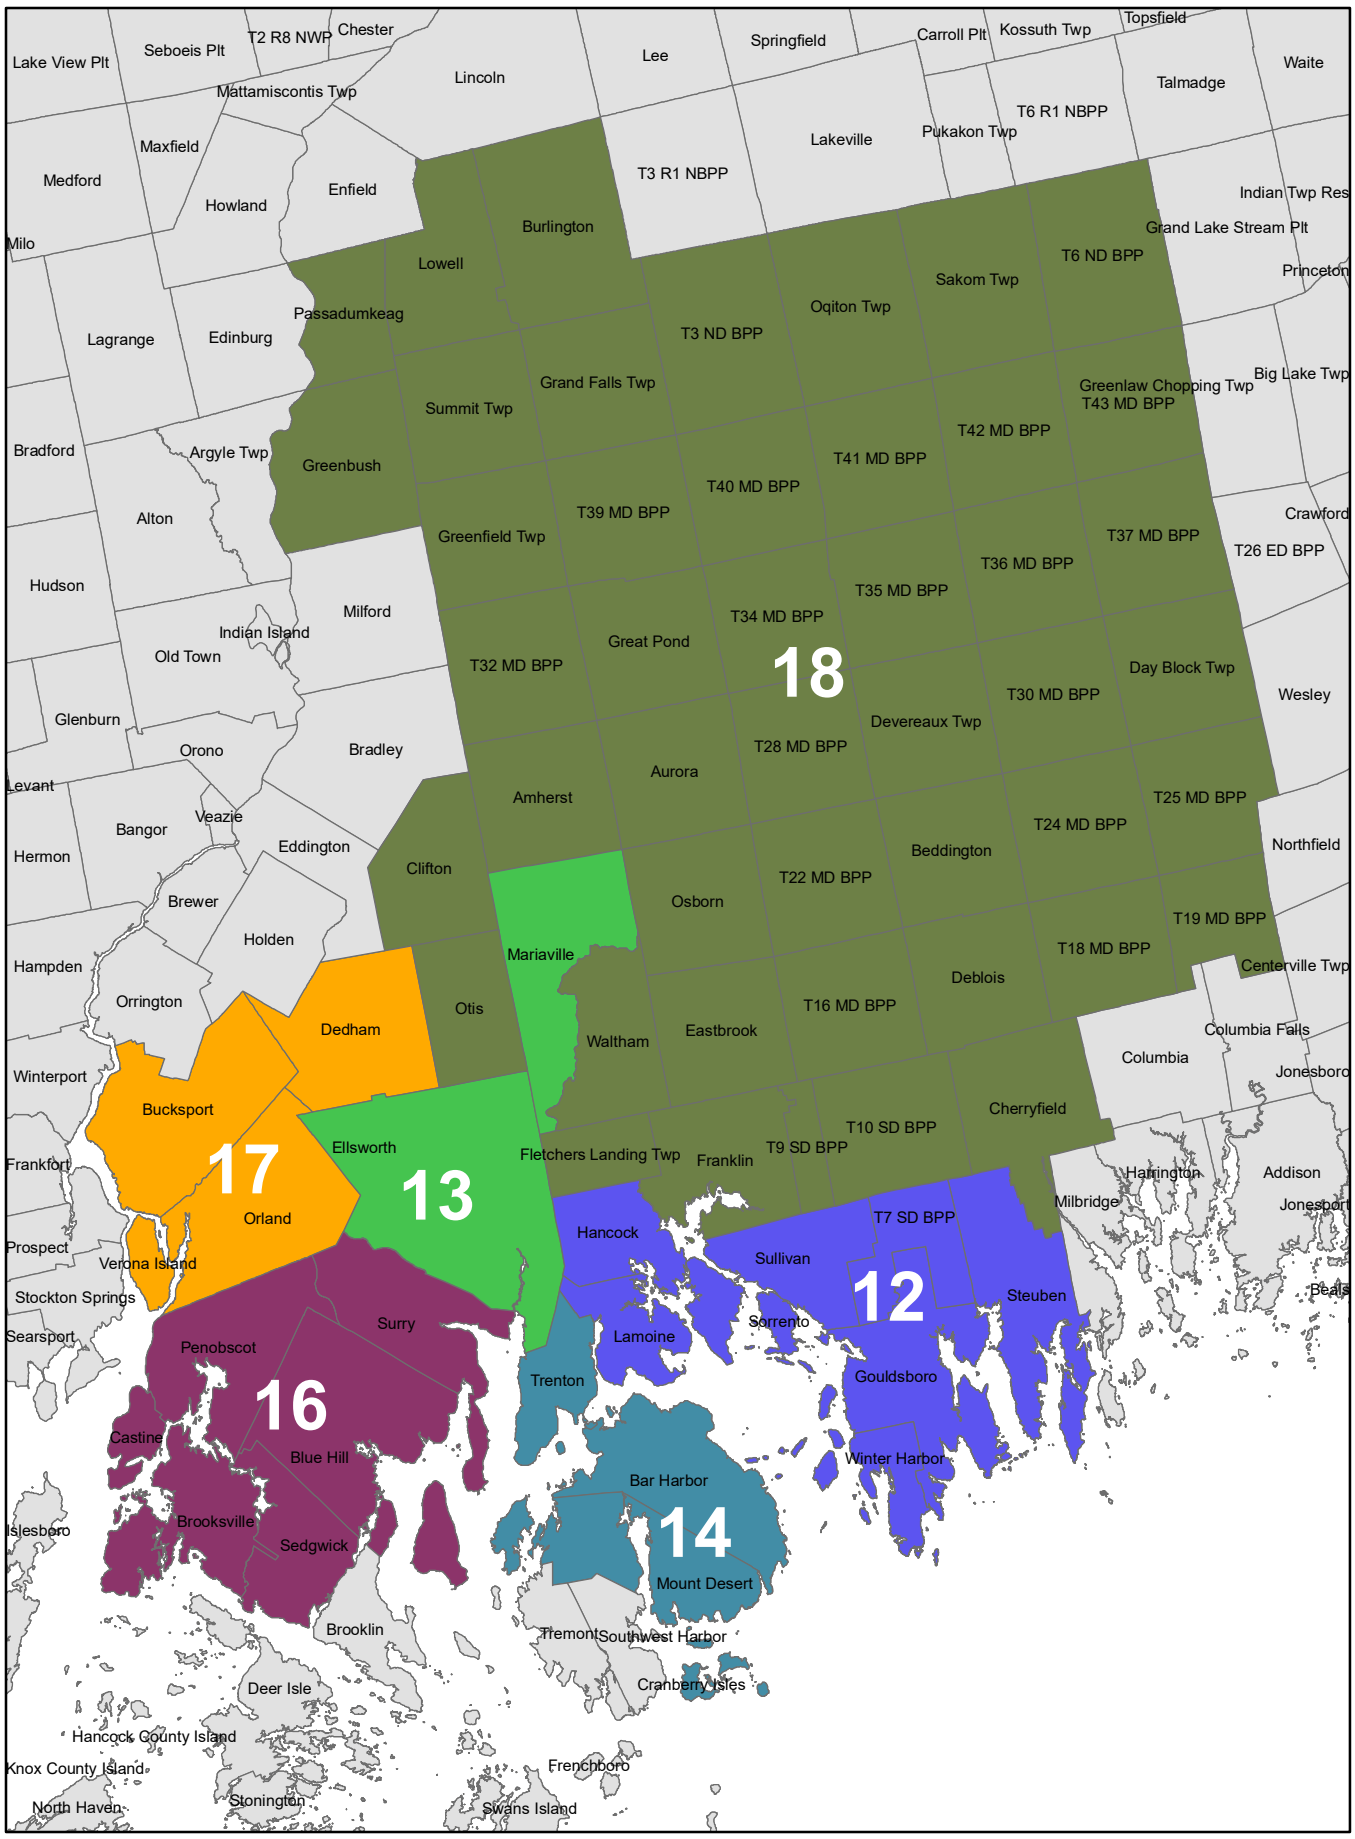 Topsfield
Chester
Kossuth Twp
Carroll Plt
T2 R8 NWP
Springfield
Seboeis Plt
Lee
Lake View Plt
Waite
Lincoln
Talmadge
Mattamiscontis Twp
T6 R1 NBPP
Pukakon Twp
Lakeville
Maxfield
T3 R1 NBPP
Medford
Enfield
Indian Twp Res
Howland
Burlington
Grand Lake Stream Plt
Milo
T6 ND BPP
Lowell
Princeton
Sakom Twp
Oqiton Twp
Passadumkeag
T3 ND BPP
Edinburg
Lagrange
Big Lake Twp
Grand Falls Twp
Greenlaw Chopping Twp
T43 MD BPP
Summit Twp
T42 MD BPP
Bradford
Argyle Twp
T41 MD BPP
Greenbush
T40 MD BPP
T39 MD BPP
Crawford
Alton
T37 MD BPP
Greenfield Twp
T26 ED BPP
T36 MD BPP
Hudson
T35 MD BPP
Milford
T34 MD BPP
Indian Island
Great Pond
Old Town
T32 MD BPP
Day Block Twp
18
T30 MD BPP
Wesley
Glenburn
Devereaux Twp
T28 MD BPP
Orono
Bradley
Aurora
Levant
Amherst
T25 MD BPP
Veazie
T24 MD BPP
Bangor
Northfield
Eddington
Beddington
Hermon
Clifton
T22 MD BPP
Brewer
Osborn
T19 MD BPP
Holden
T18 MD BPP
Mariaville
Hampden
Centerville Twp
Deblois
Orrington
T16 MD BPP
Otis
Dedham
Eastbrook
Columbia Falls
Waltham
Columbia
Jonesboro
Winterport
Bucksport
Cherryfield
T10 SD BPP
Ellsworth
T9 SD BPP
Fletchers Landing Twp
Franklin
Frankfort
17
Harrington
Addison
13
Milbridge
Jonesport
Orland
T7 SD BPP
Hancock
Prospect
Sullivan
Verona Island
Beals
Stockton Springs
12
Steuben
Sorrento
Surry
Searsport
Lamoine
Penobscot
Gouldsboro
Trenton
16
Castine
Blue Hill
Winter Harbor
Bar Harbor
Brooksville
Islesboro
14
Sedgwick
Mount Desert
Brooklin
Tremont
Southwest Harbor
Cranberry Isles
Deer Isle
Hancock County Island
Frenchboro
Knox County Island
Stonington
North Haven
Swans Island